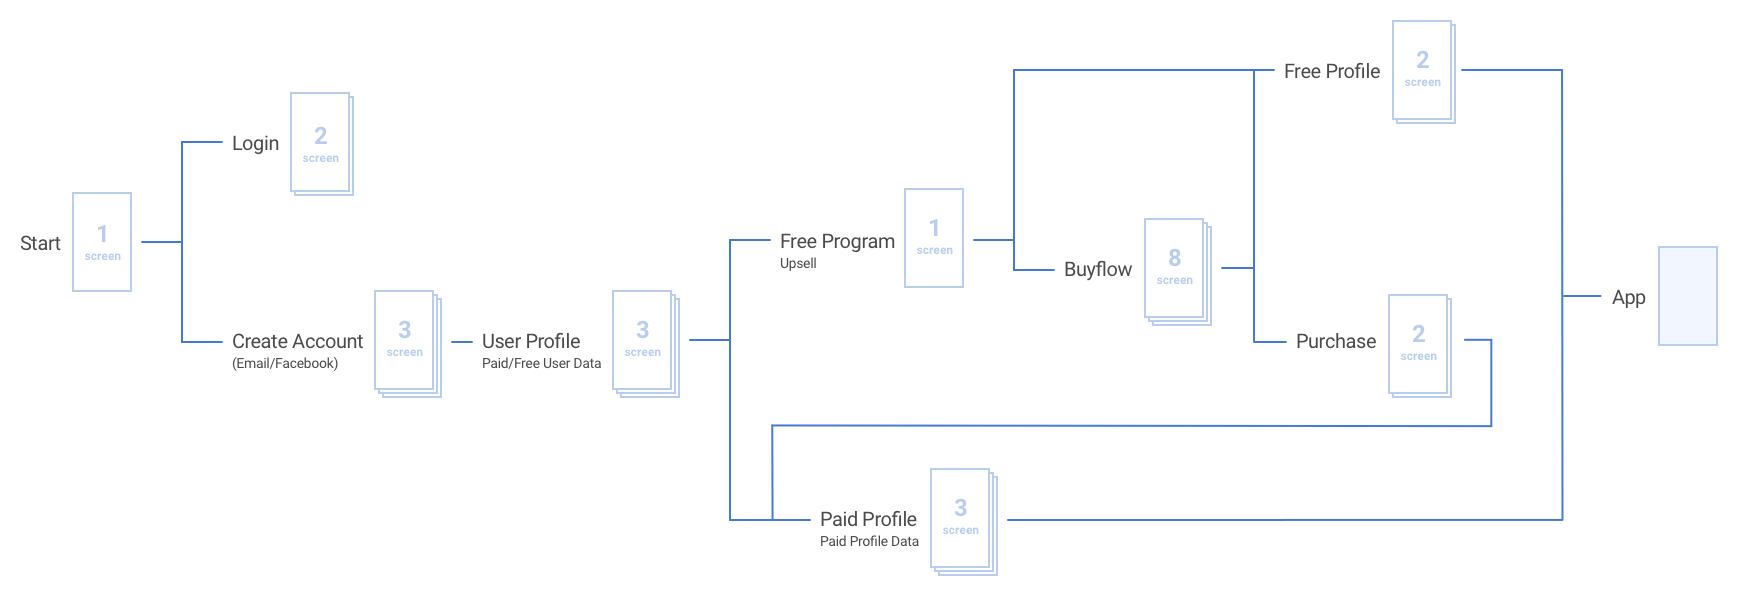 Start
1
screen
Login
2
screen
Create Account
(Email/Facebook)
3
screen
User Profile
Paid/Free User Data
3
screen
Free Program
Upsell
1
screen
Buyflow
8
screen
Free Profile
2
screen
Purchase
2
screen
Paid Profile
Paid Profile Data
3
screen
App